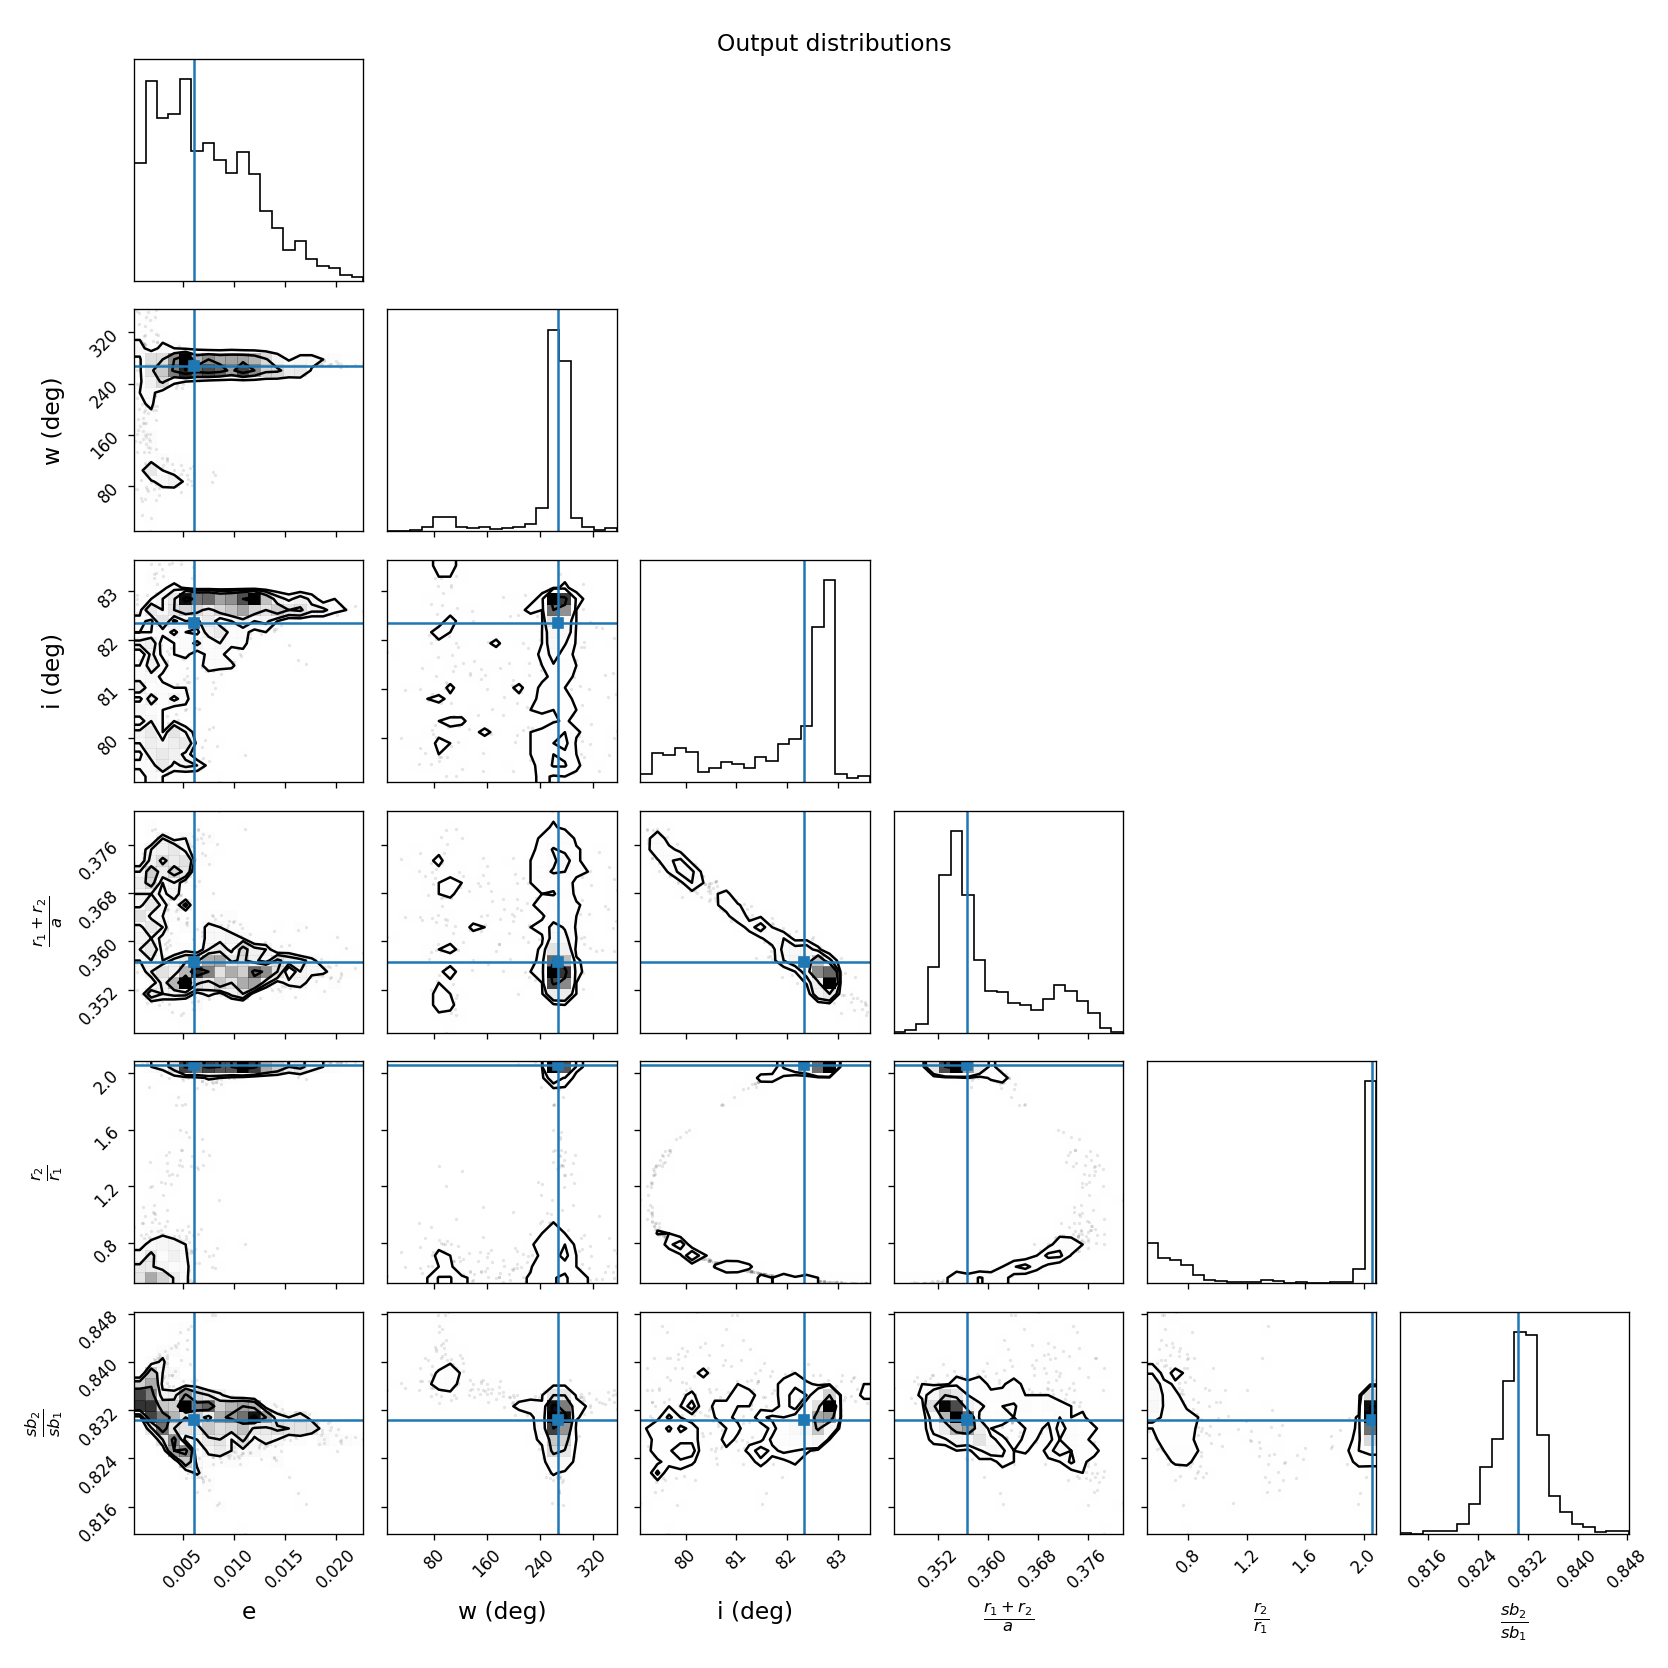 Output distributions
w (deg)
320
240
160
80
i (deg)
83
82
81
80
r₁ + r₂
a
0.376
0.368
0.360
0.352
r₂
r₁
2.0
1.6
1.2
0.8
sb₂
sb₁
0.848
0.840
0.832
0.824
0.816
0.005 0.010 0.015 0.020 80 160 240 320 80 81 82 83 0.352 0.360 0.368 0.376 0.8 1.2 1.6 2.0 0.816 0.824 0.832 0.840 0.848
e w (deg) i (deg) r₁ + r₂ / a r₂ / r₁ sb₂ / sb₁